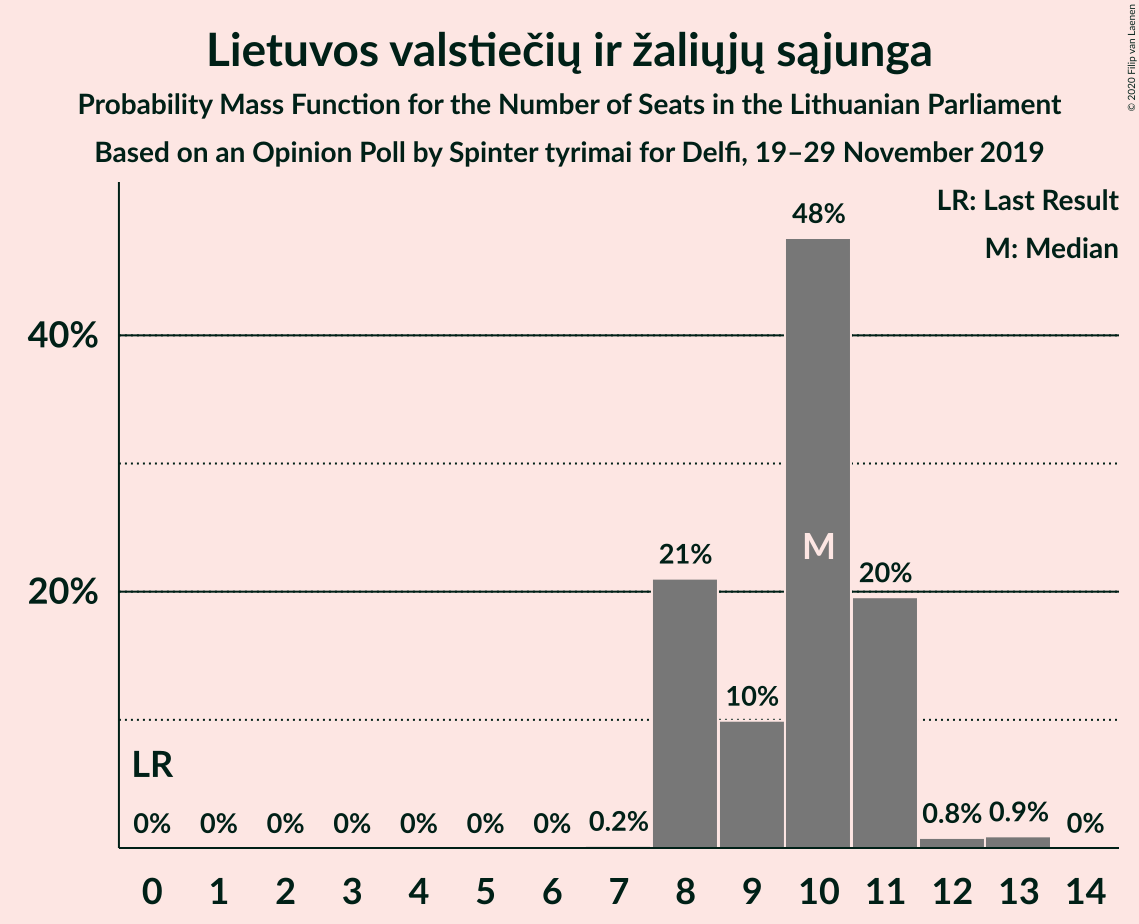 Lietuvos valstiečių ir žaliųjų sąjunga
Probability Mass Function for the Number of Seats in the Lithuanian Parliament
Based on an Opinion Poll by Spinter tyrimai for Delfi, 19–29 November 2019
© 2020 Filip van Laenen
LR: Last Result
M: Median
48%
40%
M
21%
20%
20%
10%
LR
0% 0% 0% 0% 0% 0% 0% 0.2% 0.8% 0.9% 0%
0 1 2 3 4 5 6 7 8 9 10 11 12 13 14